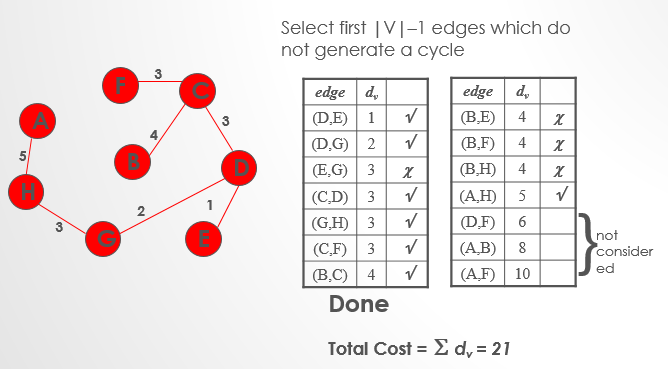 Select first |V|–1 edges which do
not generate a cycle
edge dᵥ
(D,E) 1 √
(D,G) 2 √
(E,G) 3 χ
(C,D) 3 √
(G,H) 3 √
(C,F) 3 √
(B,C) 4 √
edge dᵥ
(B,E) 4 χ
(B,F) 4 χ
(B,H) 4 χ
(A,H) 5 √
(D,F) 6
(A,B) 8
(A,F) 10
}
not
consider
ed
F
3
C
A
3
4
5
B
D
H
2
1
3
G
E
Done
Total Cost = Σ dᵥ = 21